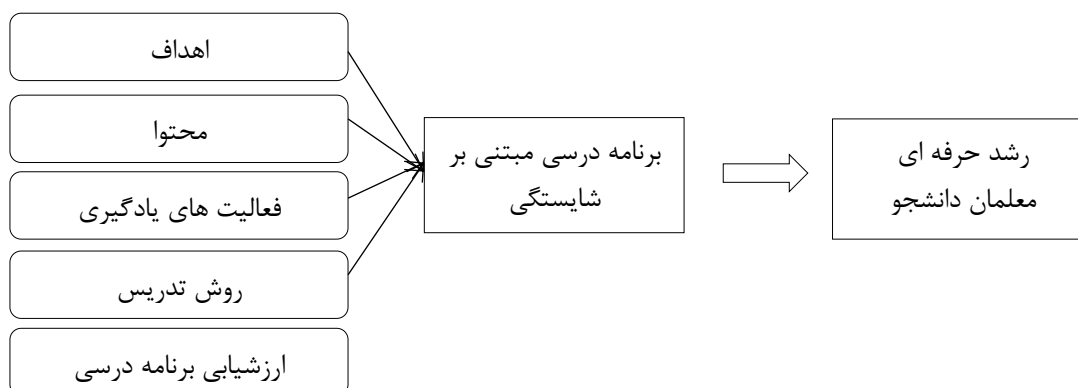 اهداف
محتوا
فعالیت های یادگیری
روش تدریس
ارزشیابی برنامه درسی
برنامه درسی مبتنی بر
شایستگی
رشد حرفه ای
معلمان دانشجو